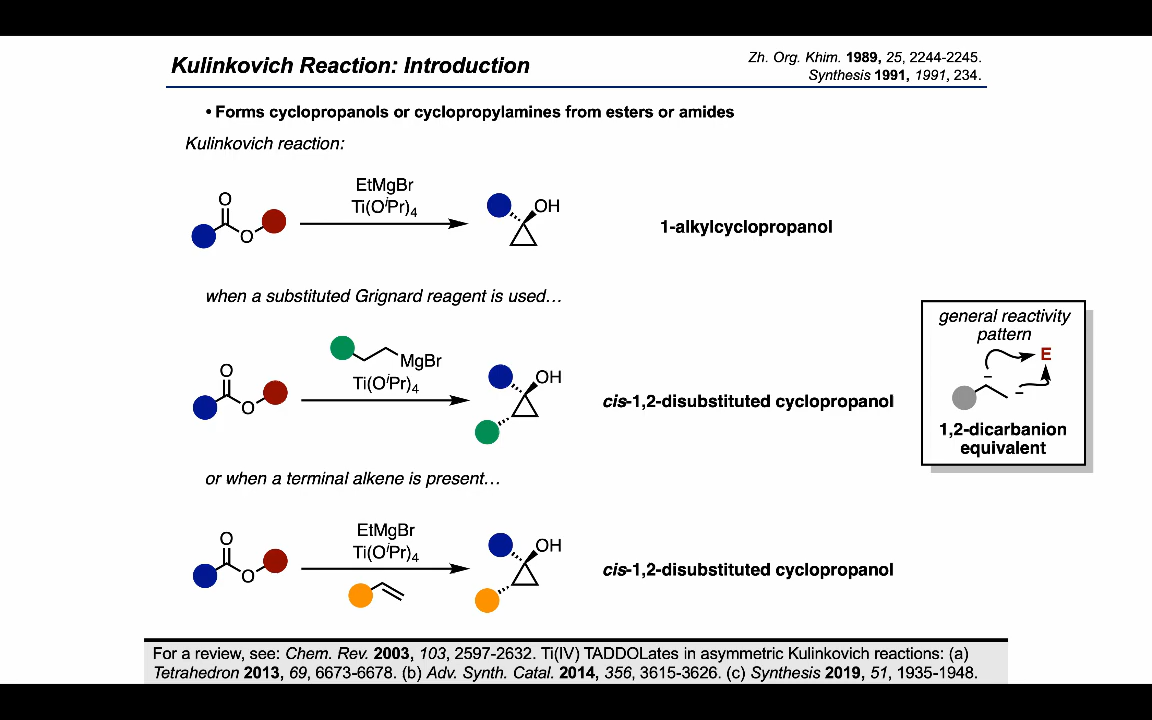 Kulinkovich Reaction: Introduction
Zh. Org. Khim. 1989, 25, 2244-2245.
Synthesis 1991, 1991, 234.
• Forms cyclopropanols or cyclopropylamines from esters or amides
Kulinkovich reaction:
EtMgBr
Ti(OⁱPr)₄
O
O
OH
1-alkylcyclopropanol
when a substituted Grignard reagent is used…
MgBr
Ti(OⁱPr)₄
O
O
OH
cis-1,2-disubstituted cyclopropanol
general reactivity
pattern
E
1,2-dicarbanion
equivalent
or when a terminal alkene is present…
EtMgBr
Ti(OⁱPr)₄
O
O
OH
cis-1,2-disubstituted cyclopropanol
For a review, see: Chem. Rev. 2003, 103, 2597-2632. Ti(IV) TADDOLates in asymmetric Kulinkovich reactions: (a)
Tetrahedron 2013, 69, 6673-6678. (b) Adv. Synth. Catal. 2014, 356, 3615-3626. (c) Synthesis 2019, 51, 1935-1948.